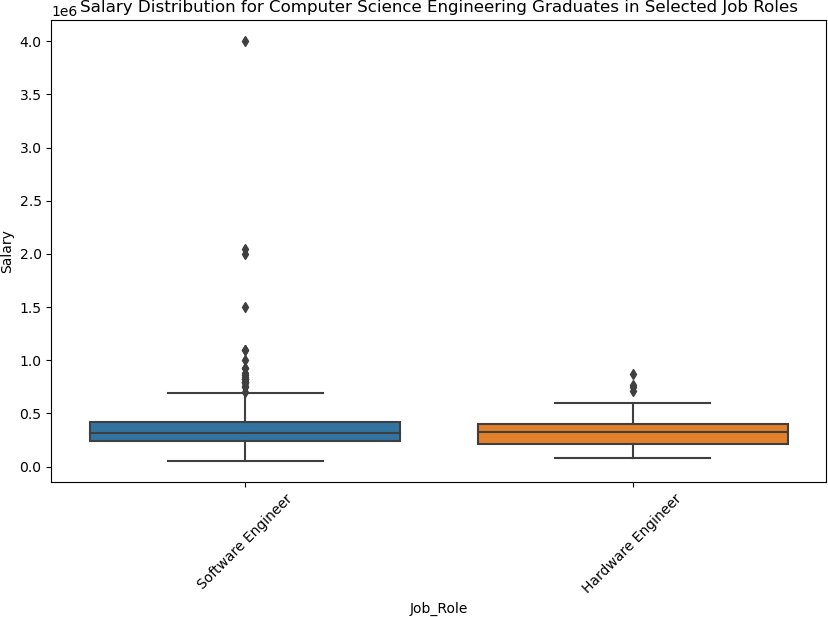 Salary Distribution for Computer Science Engineering Graduates in Selected Job Roles
1e6
4.0
3.5
3.0
2.5
2.0
1.5
1.0
0.5
0.0
Salary
Software Engineer
Hardware Engineer
Job_Role